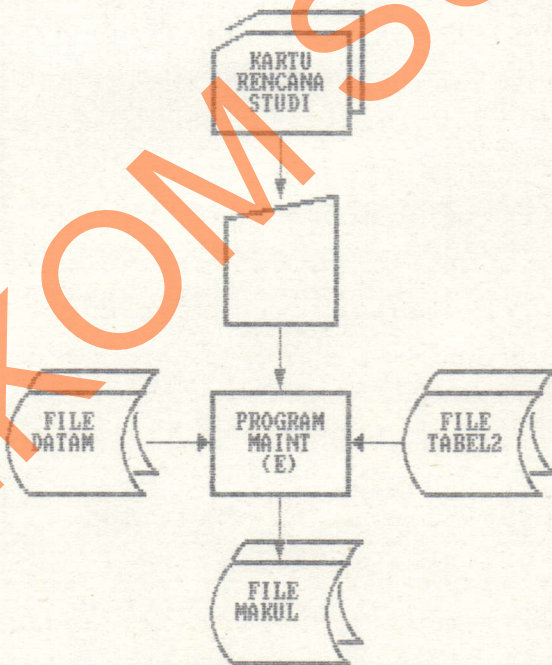 KARTU
RENCANA
STUDI
FILE
DATAM
PROGRAM
MAINT
(E)
FILE
TABEL2
FILE
MAKUL